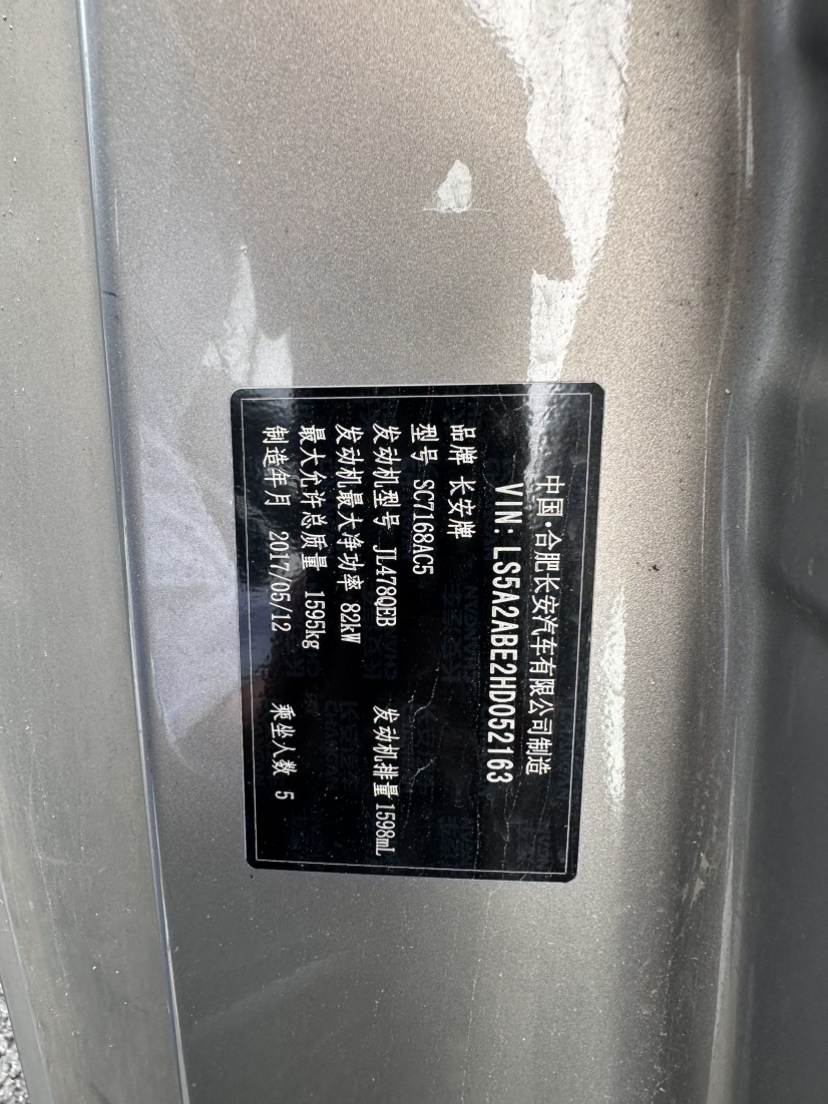 中国·合肥长安汽车有限公司制造
VIN: LS5A2ABE2HD052163
品牌 长安牌
型号 SC7168AC5
发动机型号 JL478QEB 发动机排量 1598mL
发动机最大净功率 82kW
最大允许总质量 1595kg
制造年月 2017/05/12 乘坐人数 5